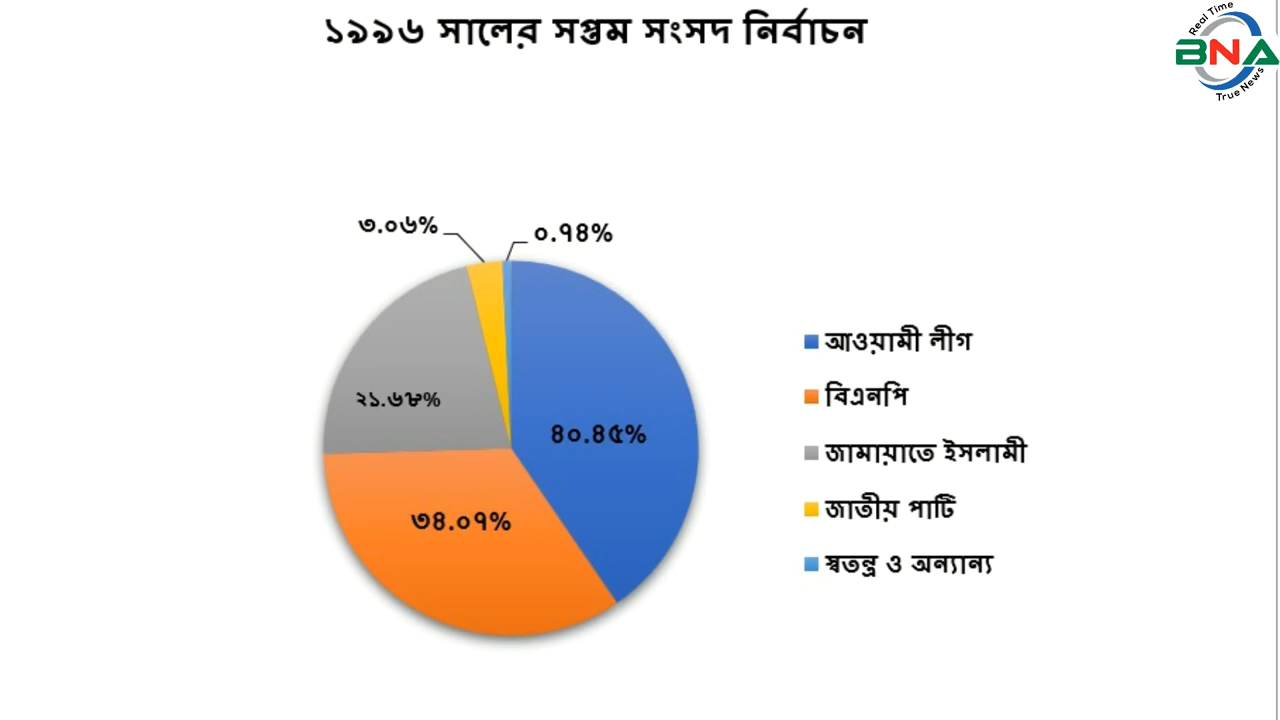 ১৯৯৬ সালের সপ্তম সংসদ নির্বাচন
Real Time
BNA
True News
৩.০৬%
০.৭৪%
২১.৬৮%
৪০.৪৫%
৩৪.০৭%
আওয়ামী লীগ
বিএনপি
জামায়াতে ইসলামী
জাতীয় পার্টি
স্বতন্ত্র ও অন্যান্য